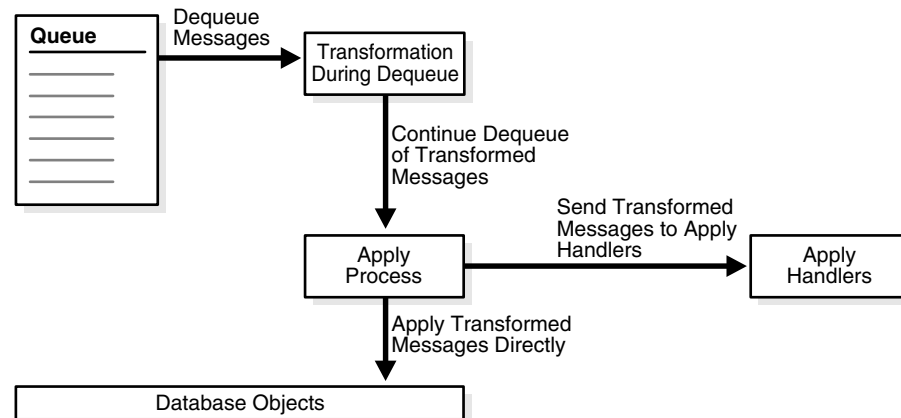 Queue
Dequeue
Messages
Transformation
During Dequeue
Continue Dequeue
of Transformed
Messages
Send Transformed
Messages to Apply
Handlers
Apply
Process
Apply
Handlers
Apply Transformed
Messages Directly
Database Objects